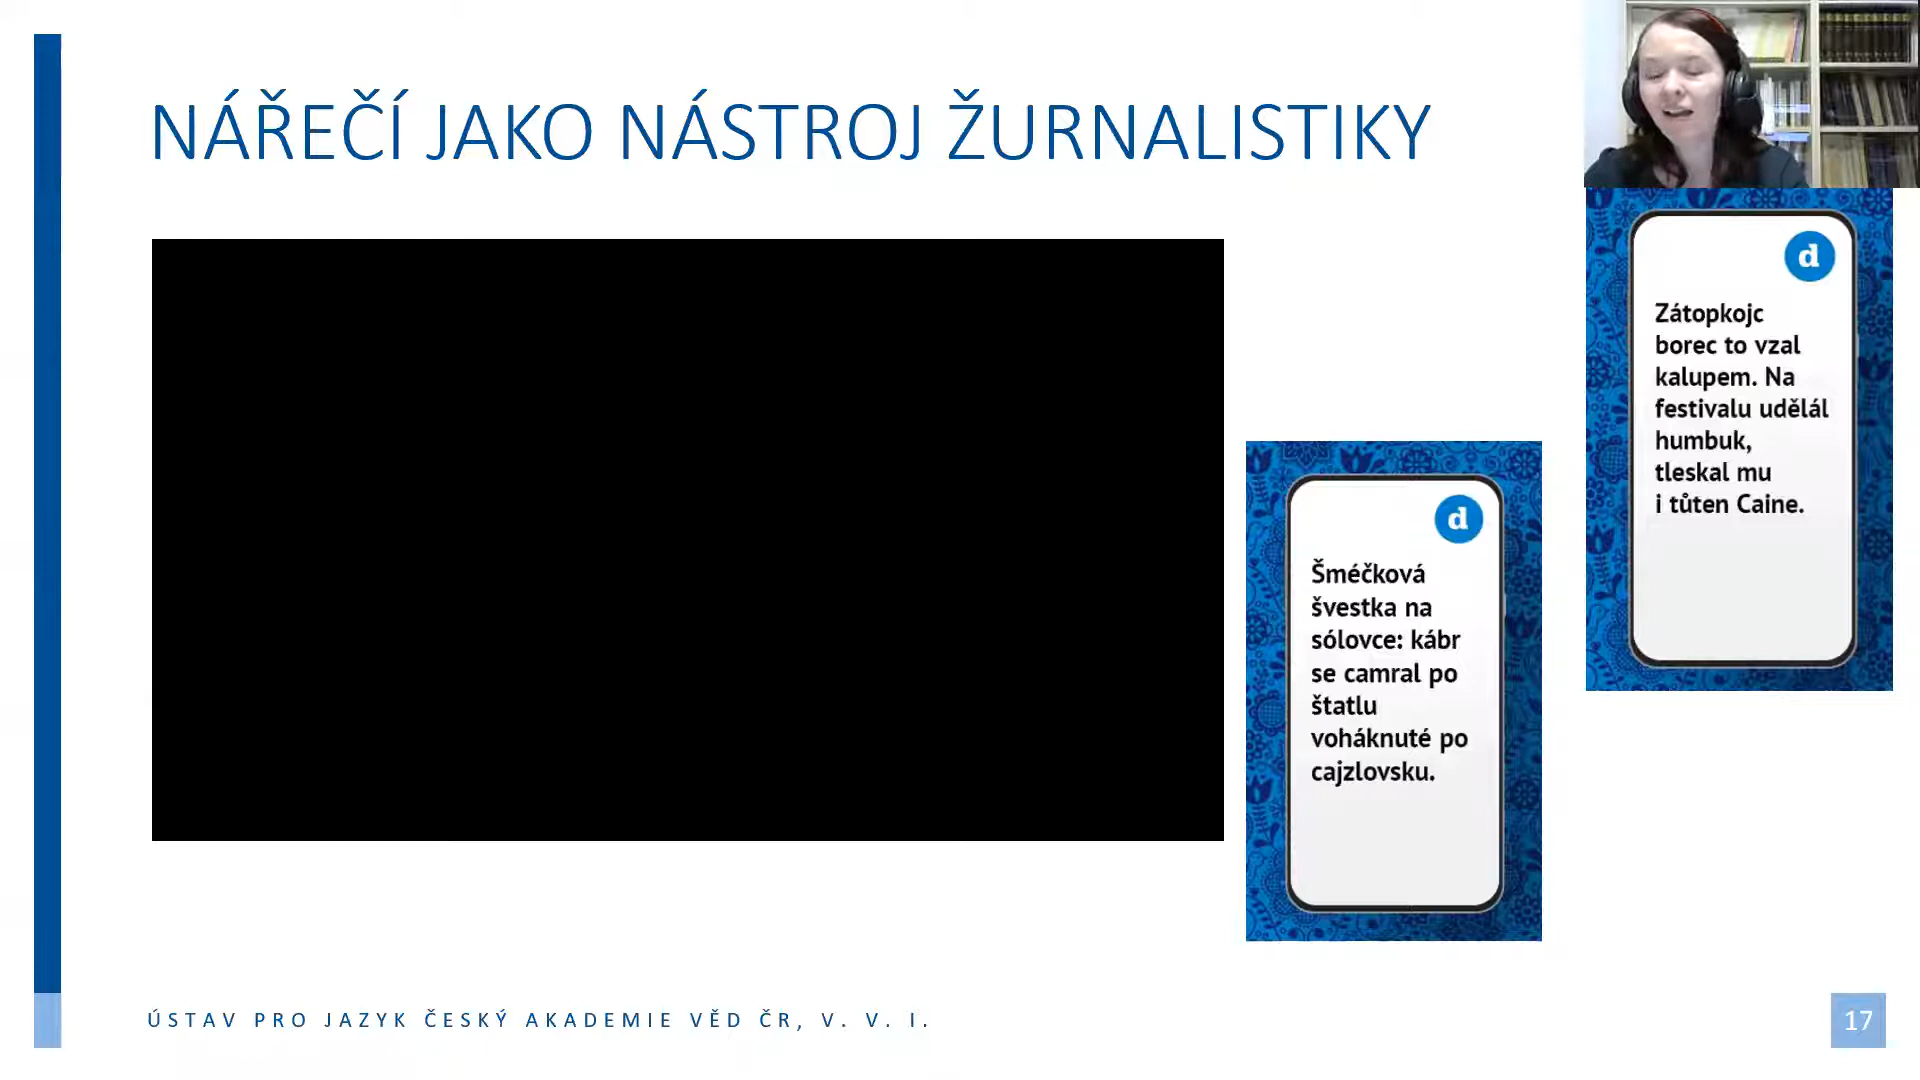 NÁŘEČÍ JAKO NÁSTROJ ŽURNALISTIKY
d
Zátopkojc
borec to vzal
kalupem. Na
festivalu udělál
humbuk,
tleskal mu
i tůten Caine.
d
Šméčková
švestka na
sólovce: kábr
se camral po
štatlu
voháknuté po
cajzlovsku.
ÚSTAV PRO JAZYK ČESKÝ AKADEMIE VĚD ČR, V. V. I.
17